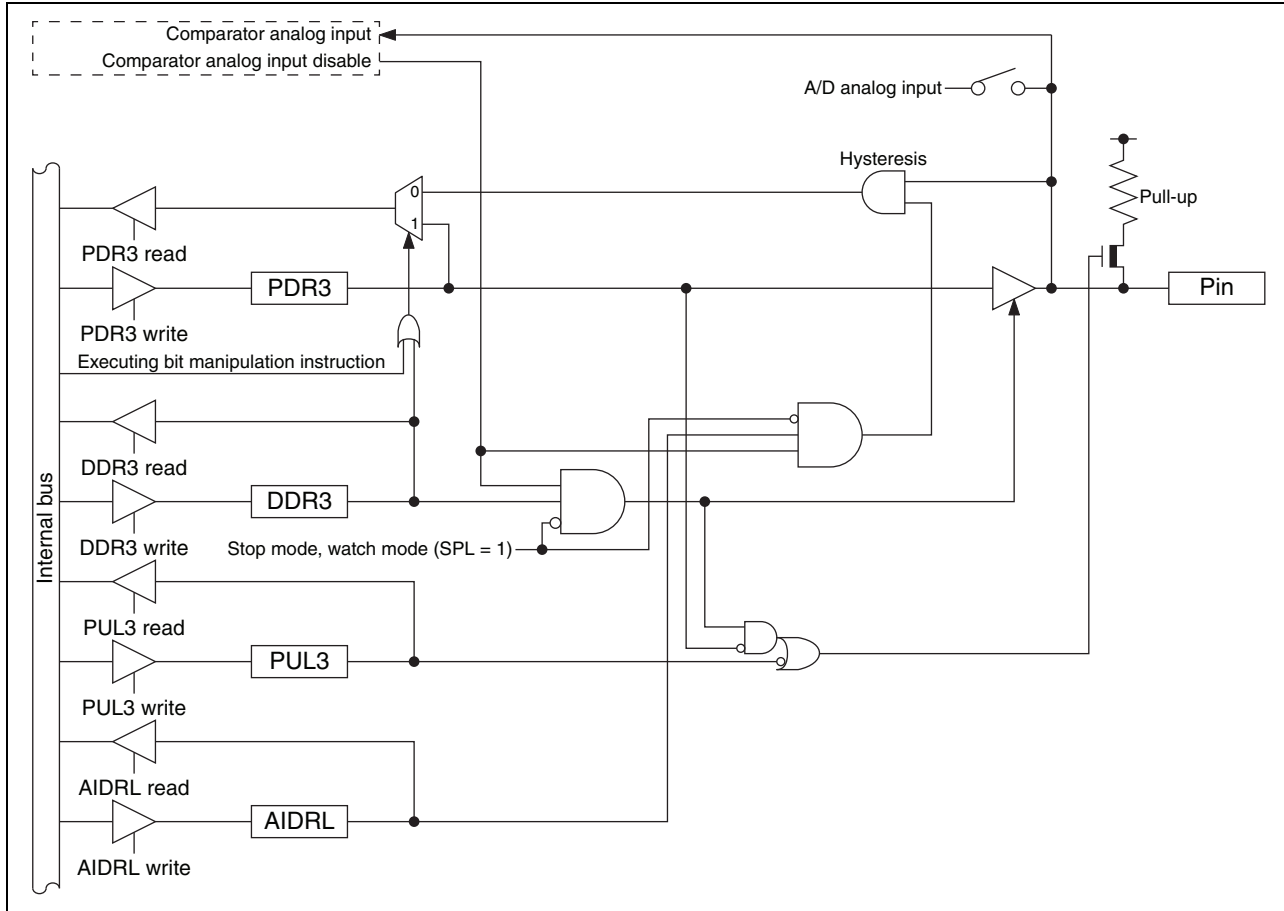 Comparator analog input
Comparator analog input disable
A/D analog input
Hysteresis
Pull-up
0
1
PDR3 read
PDR3
Pin
PDR3 write
Executing bit manipulation instruction
DDR3 read
DDR3
DDR3 write
Stop mode, watch mode (SPL = 1)
Internal bus
PUL3 read
PUL3
PUL3 write
AIDRL read
AIDRL
AIDRL write